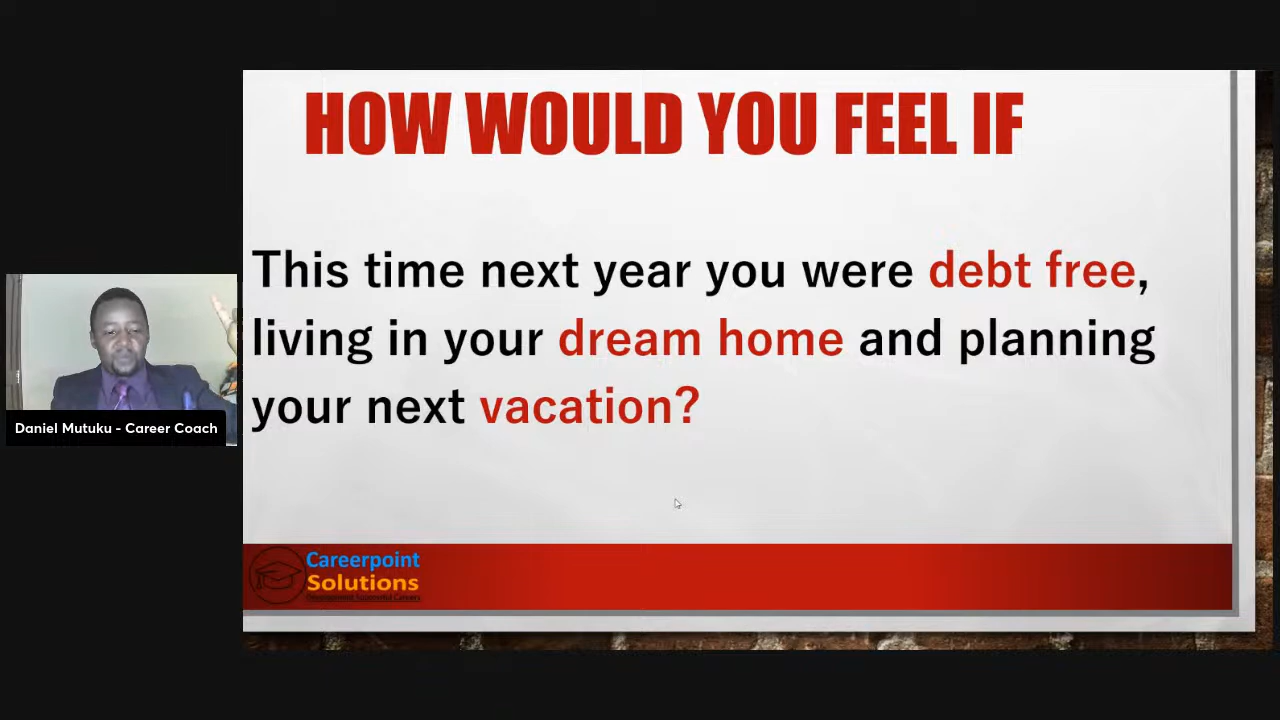 HOW WOULD YOU FEEL IF
This time next year you were debt free,
living in your dream home and planning
your next vacation?
Daniel Mutuku - Career Coach
Careerpoint
Solutions